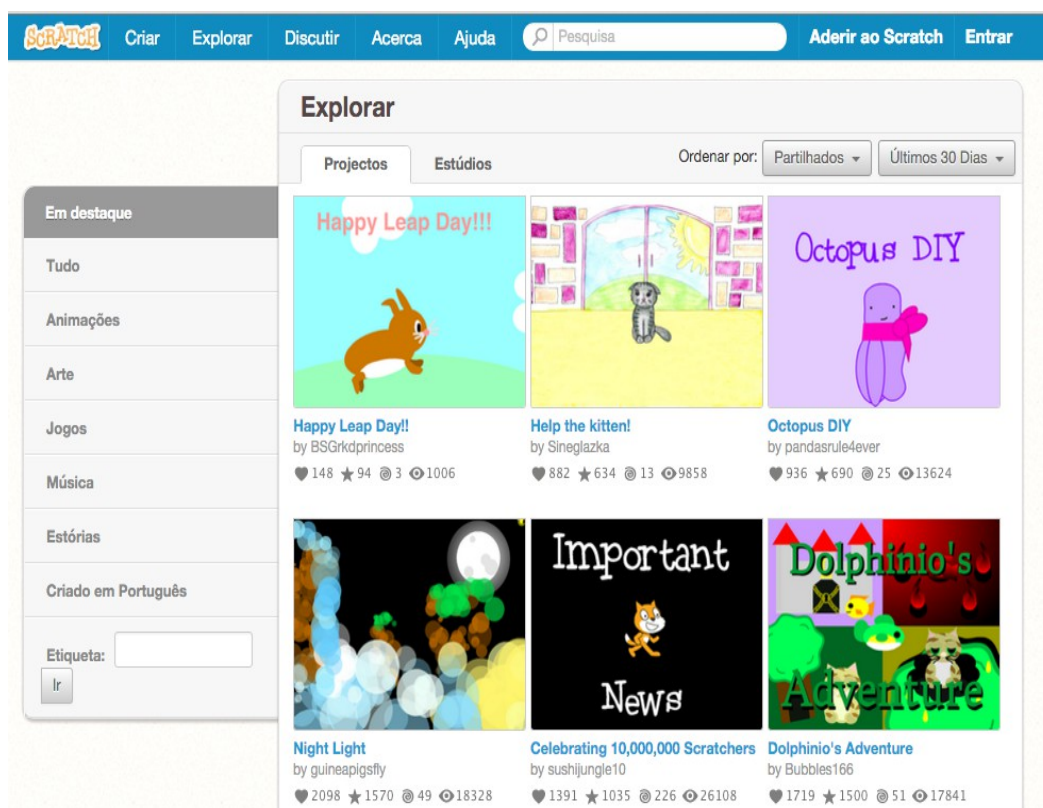 SCRATCH Criar Explorar Discutir Acerca Ajuda Pesquisa Aderir ao Scratch Entrar
Explorar
Projectos Estúdios Ordenar por: Partilhados Últimos 30 Dias
Em destaque
Tudo
Animações
Arte
Jogos
Música
Estórias
Criado em Português
Etiqueta:
Ir
Happy Leap Day!!!
Happy Leap Day!!
by BSGrkdprincess
148 94 3 1006
Help the kitten!
by Sineglazka
882 634 13 9858
Octopus DIY
Octopus DIY
by pandasrule4ever
936 690 25 13624
Night Light
by guineapigsfly
2098 1570 49 18328
Important
News
Celebrating 10,000,000 Scratchers
by sushijungle10
1391 1035 226 26108
Dolphinio's
Adventure
Dolphinio's Adventure
by Bubbles166
1719 1500 51 17841